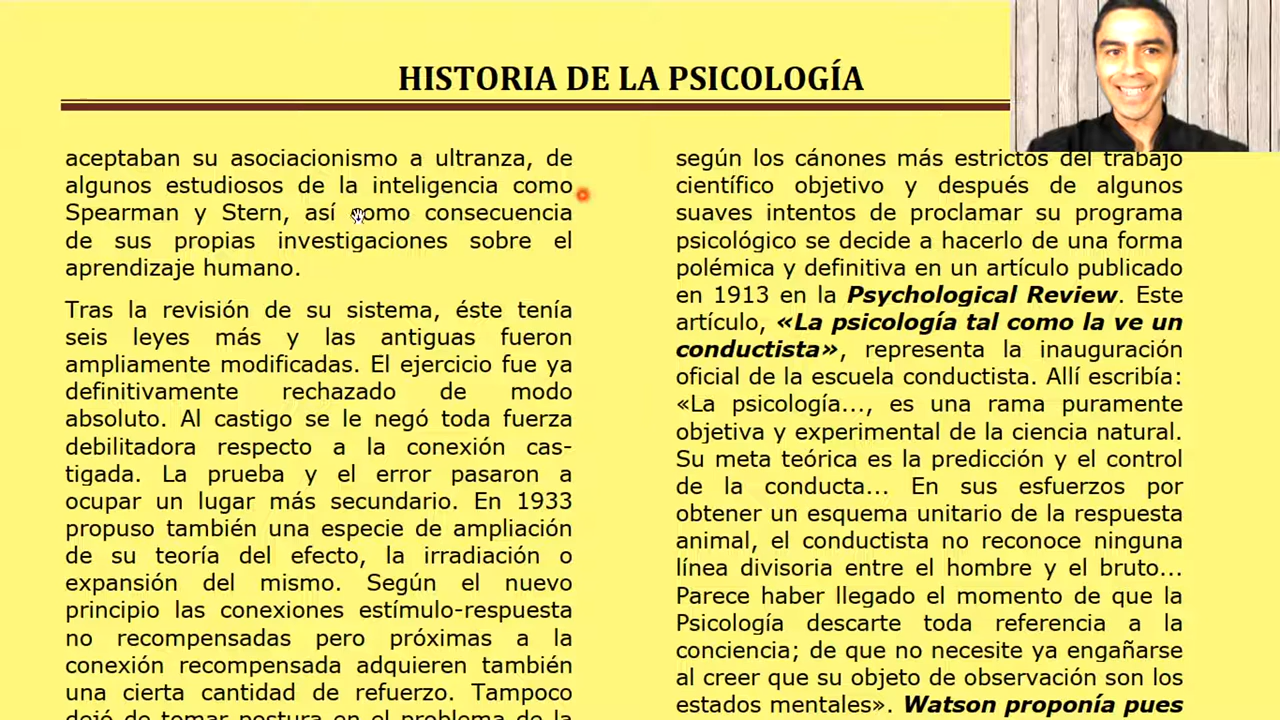 HISTORIA DE LA PSICOLOGÍA
aceptaban su asociacionismo a ultranza, de
algunos estudiosos de la inteligencia como
Spearman y Stern, así como consecuencia
de sus propias investigaciones sobre el
aprendizaje humano.
Tras la revisión de su sistema, éste tenía
seis leyes más y las antiguas fueron
ampliamente modificadas. El ejercicio fue ya
definitivamente rechazado de modo
absoluto. Al castigo se le negó toda fuerza
debilitadora respecto a la conexión cas-
tigada. La prueba y el error pasaron a
ocupar un lugar más secundario. En 1933
propuso también una especie de ampliación
de su teoría del efecto, la irradiación o
expansión del mismo. Según el nuevo
principio las conexiones estímulo-respuesta
no recompensadas pero próximas a la
conexión recompensada adquieren también
una cierta cantidad de refuerzo. Tampoco
dejó de tomar postura en el problema de la
según los cánones más estrictos del trabajo
científico objetivo y después de algunos
suaves intentos de proclamar su programa
psicológico se decide a hacerlo de una forma
polémica y definitiva en un artículo publicado
en 1913 en la Psychological Review. Este
artículo, «La psicología tal como la ve un
conductista», representa la inauguración
oficial de la escuela conductista. Allí escribía:
«La psicología..., es una rama puramente
objetiva y experimental de la ciencia natural.
Su meta teórica es la predicción y el control
de la conducta... En sus esfuerzos por
obtener un esquema unitario de la respuesta
animal, el conductista no reconoce ninguna
línea divisoria entre el hombre y el bruto...
Parece haber llegado el momento de que la
Psicología descarte toda referencia a la
conciencia; de que no necesite ya engañarse
al creer que su objeto de observación son los
estados mentales». Watson proponía pues